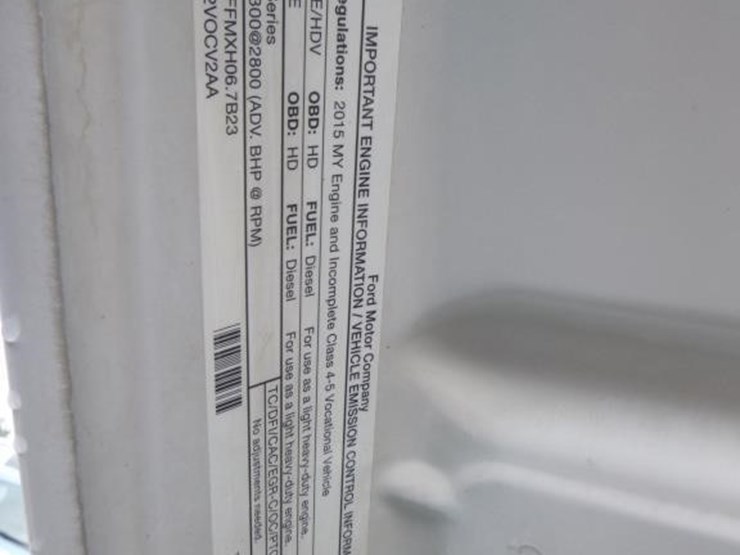 Ford Motor Company
IMPORTANT ENGINE INFORMATION / VEHICLE EMISSION CONTROL INFORM
egulations: 2015 MY Engine and Incomplete Class 4-5 Vocational Vehicle
E/HDV OBD: HD FUEL: Diesel For use as a light heavy-duty engine.
E OBD: HD FUEL: Diesel For use as a light heavy-duty engine.
eries TC/DFI/CAC/EGR-C/OC/PTO
300@2800 (ADV. BHP @ RPM) No adjustments needed.
FFMXH06.7B23
2VOCV2AA